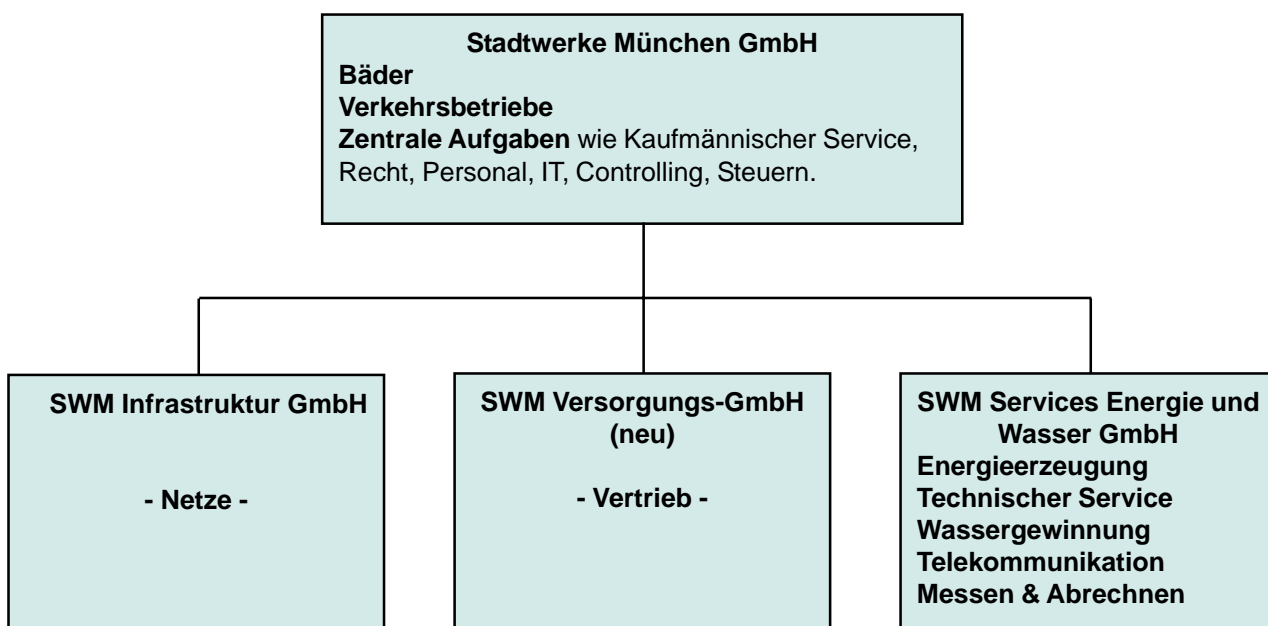 Stadtwerke München GmbH
Bäder
Verkehrsbetriebe
Zentrale Aufgaben wie Kaufmännischer Service,
Recht, Personal, IT, Controlling, Steuern.
SWM Infrastruktur GmbH
- Netze -
SWM Versorgungs-GmbH
(neu)
- Vertrieb -
SWM Services Energie und
Wasser GmbH
Energieerzeugung
Technischer Service
Wassergewinnung
Telekommunikation
Messen & Abrechnen